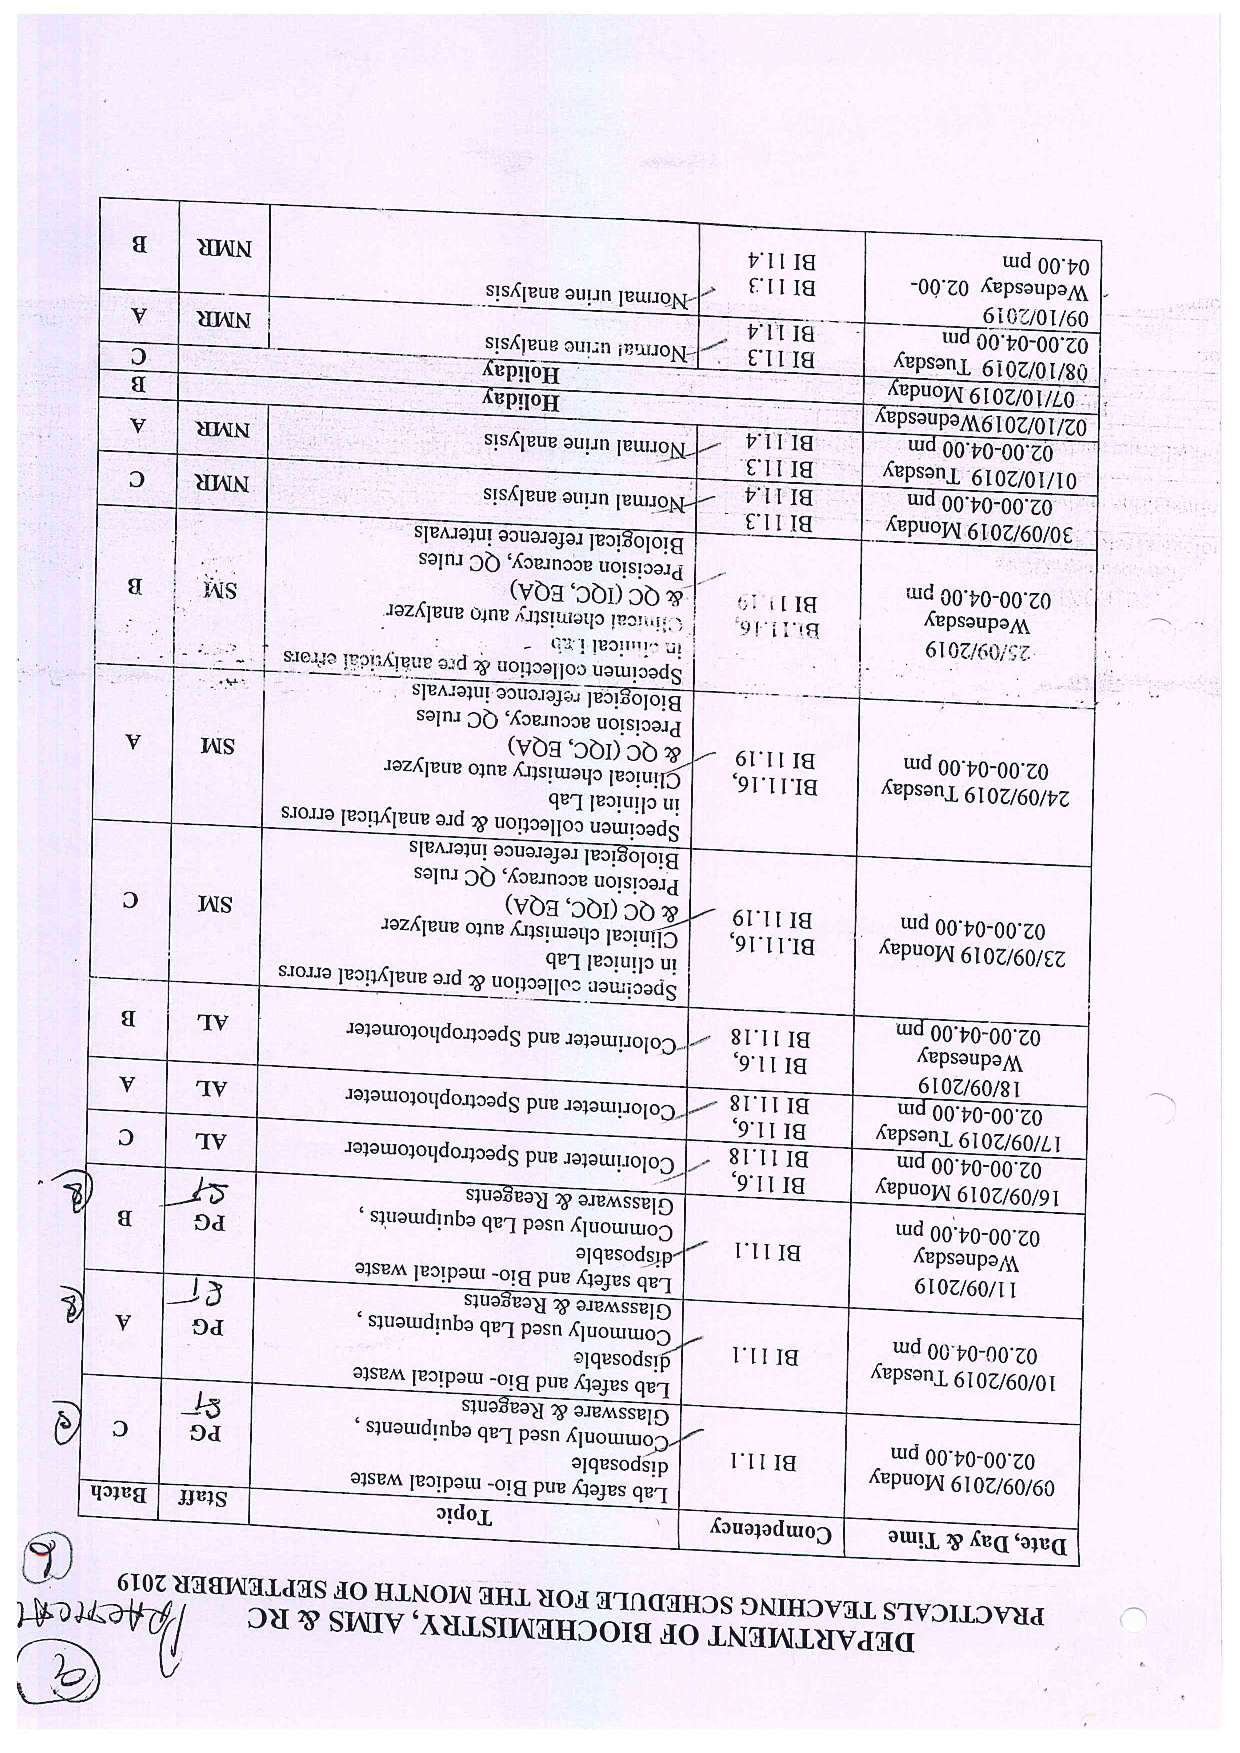 DEPARTMENT OF BIOCHEMISTRY, AIMS & RC
PRACTICALS TEACHING SCHEDULE FOR THE MONTH OF SEPTEMBER 2019
Date, Day & Time Competency Topic Staff Batch
09/09/2019 Monday
02.00-04.00 pm
BI 11.1
Lab safety and Bio- medical waste
disposable
Commonly used Lab equipments ,
Glassware & Reagents
PG
C
10/09/2019 Tuesday
02.00-04.00 pm
BI 11.1
Lab safety and Bio- medical waste
disposable
Commonly used Lab equipments ,
Glassware & Reagents
PG
A
11/09/2019
Wednesday
02.00-04.00 pm
BI 11.1
Lab safety and Bio- medical waste
disposable
Commonly used Lab equipments ,
Glassware & Reagents
PG
B
16/09/2019 Monday
02.00-04.00 pm
BI 11.6,
BI 11.18
Colorimeter and Spectrophotometer
AL
C
17/09/2019 Tuesday
02.00-04.00 pm
BI 11.6,
BI 11.18
Colorimeter and Spectrophotometer
AL
A
18/09/2019
Wednesday
02.00-04.00 pm
BI 11.6,
BI 11.18
Colorimeter and Spectrophotometer
AL
B
23/09/2019 Monday
02.00-04.00 pm
BI.11.16,
BI 11.19
Specimen collection & pre analytical errors
in clinical Lab
Clinical chemistry auto analyzer
& QC (IQC, EQA)
Precision accuracy, QC rules
Biological reference intervals
SM
C
24/09/2019 Tuesday
02.00-04.00 pm
BI.11.16,
BI 11.19
Specimen collection & pre analytical errors
in clinical Lab
Clinical chemistry auto analyzer
& QC (IQC, EQA)
Precision accuracy, QC rules
Biological reference intervals
SM
A
25/09/2019
Wednesday
02.00-04.00 pm
BI.11.16,
BI 11.19
Specimen collection & pre analytical errors
in clinical Lab
Clinical chemistry auto analyzer
& QC (IQC, EQA)
Precision accuracy, QC rules
Biological reference intervals
SM
B
30/09/2019 Monday
02.00-04.00 pm
BI 11.3
BI 11.4
Normal urine analysis
NMR
C
01/10/2019 Tuesday
02.00-04.00 pm
BI 11.3
BI 11.4
Normal urine analysis
NMR
A
02/10/2019Wednesday Holiday B
07/10/2019 Monday Holiday C
08/10/2019 Tuesday
02.00-04.00 pm
BI 11.3
BI 11.4
Normal urine analysis
NMR
A
09/10/2019
Wednesday 02.00-
04.00 pm
BI 11.3
BI 11.4
Normal urine analysis
NMR
B